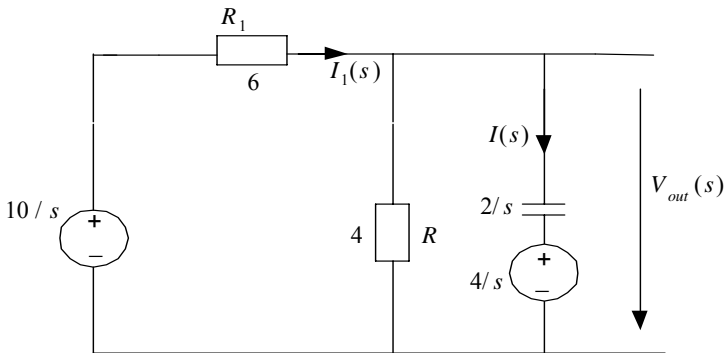 R1
I1(s)
6
I(s)
Vout(s)
10 / s
+
−
4
R
2/s
4/s
+
−